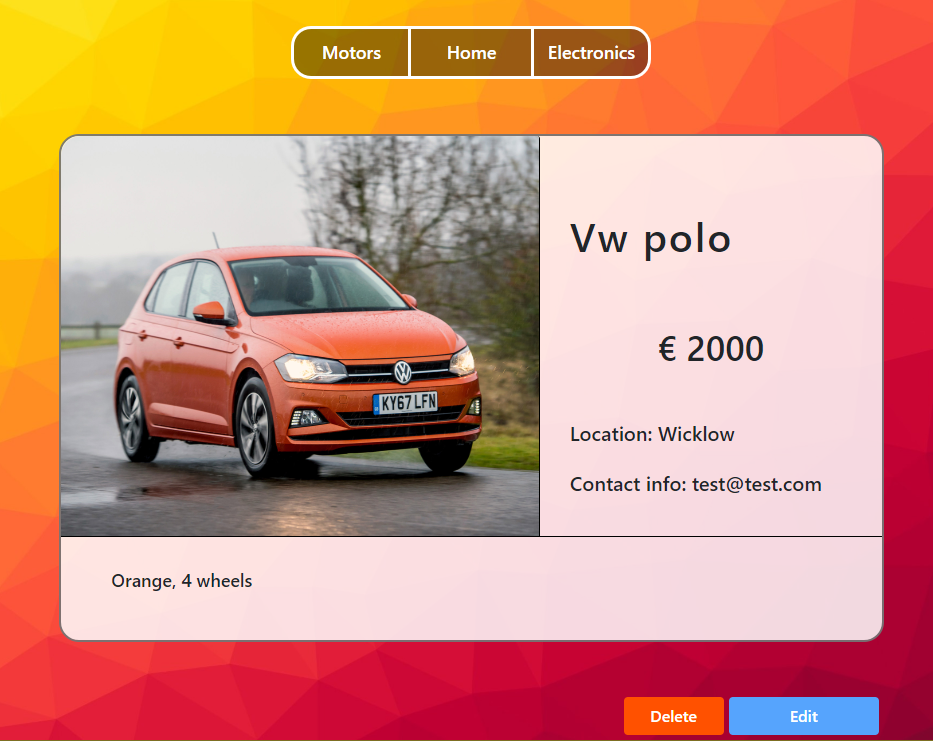 Motors
Home
Electronics
Vw polo
€ 2000
KY67 LFN
Location: Wicklow
Contact info: test@test.com
Orange, 4 wheels
Delete
Edit